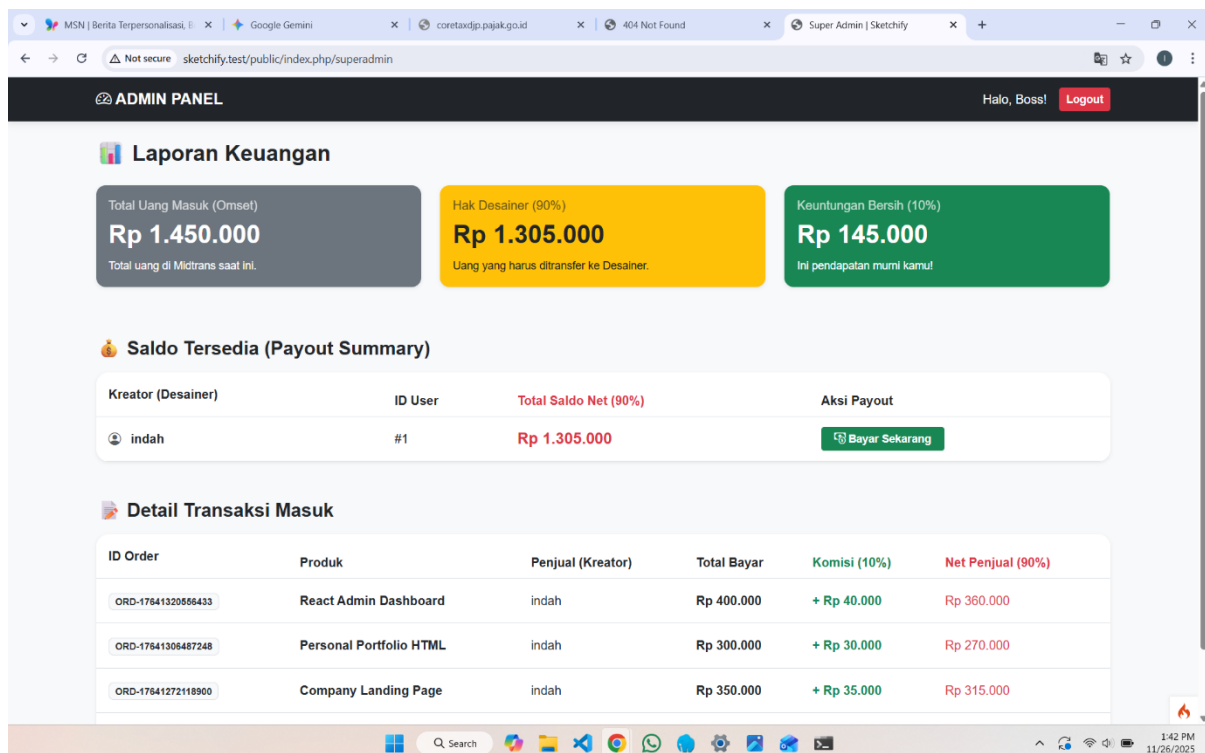 MSN | Berita Terpersonalisasi, B
Google Gemini
coretaxdjp.pajak.go.id
404 Not Found
Super Admin | Sketchify
Not secure sketchify.test/public/index.php/superadmin
ADMIN PANEL
Halo, Boss! Logout
Laporan Keuangan
Total Uang Masuk (Omset)
Rp 1.450.000
Total uang di Midtrans saat ini.
Hak Desainer (90%)
Rp 1.305.000
Uang yang harus ditransfer ke Desainer.
Keuntungan Bersih (10%)
Rp 145.000
Ini pendapatan murni kamu!
Saldo Tersedia (Payout Summary)
Kreator (Desainer) ID User Total Saldo Net (90%) Aksi Payout
indah #1 Rp 1.305.000 Bayar Sekarang
Detail Transaksi Masuk
ID Order Produk Penjual (Kreator) Total Bayar Komisi (10%) Net Penjual (90%)
ORD-17641320556433 React Admin Dashboard indah Rp 400.000 + Rp 40.000 Rp 360.000
ORD-17641306487248 Personal Portfolio HTML indah Rp 300.000 + Rp 30.000 Rp 270.000
ORD-17641272118900 Company Landing Page indah Rp 350.000 + Rp 35.000 Rp 315.000
Search
1:42 PM
11/26/2025